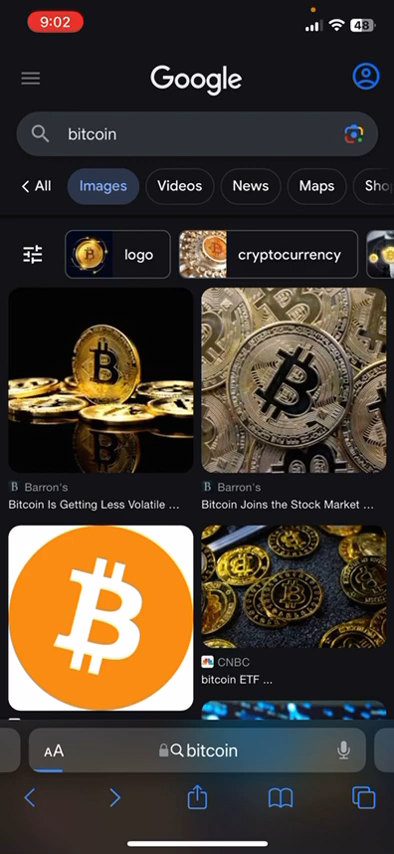 9:02
48
Google
bitcoin
All
Images
Videos
News
Maps
Sho
logo
cryptocurrency
Barron's
Bitcoin Is Getting Less Volatile ...
Barron's
Bitcoin Joins the Stock Market ...
CNBC
bitcoin ETF ...
AA
bitcoin